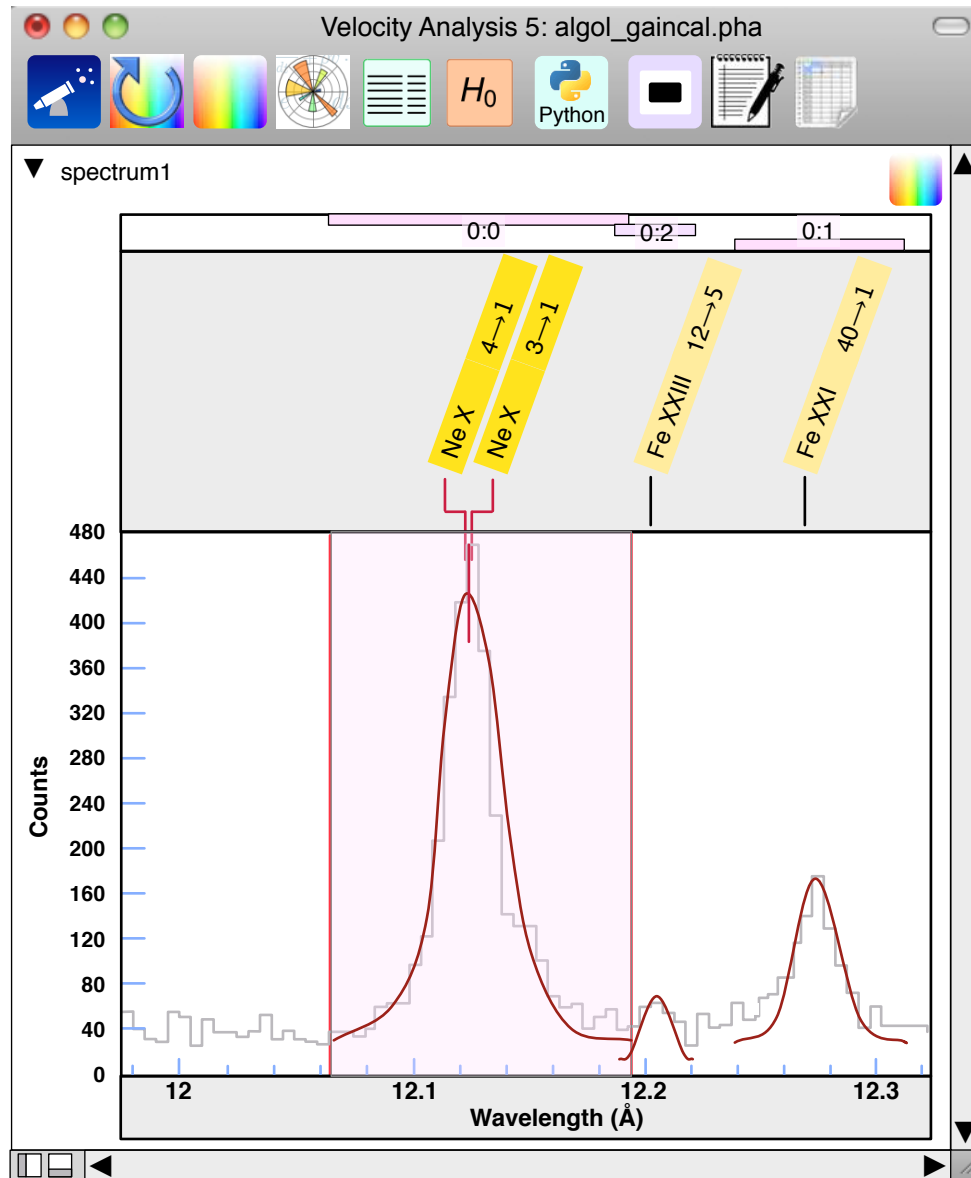 Velocity Analysis 5: algol_gaincal.pha
H0
Python
spectrum1
0:0
0:2
0:1
Ne X 4→1
Ne X 3→1
Fe XXIII 12→5
Fe XXI 40→1
480
440
400
360
320
280
240
200
160
120
80
40
0
Counts
12 12.1 12.2 12.3
Wavelength (Å)